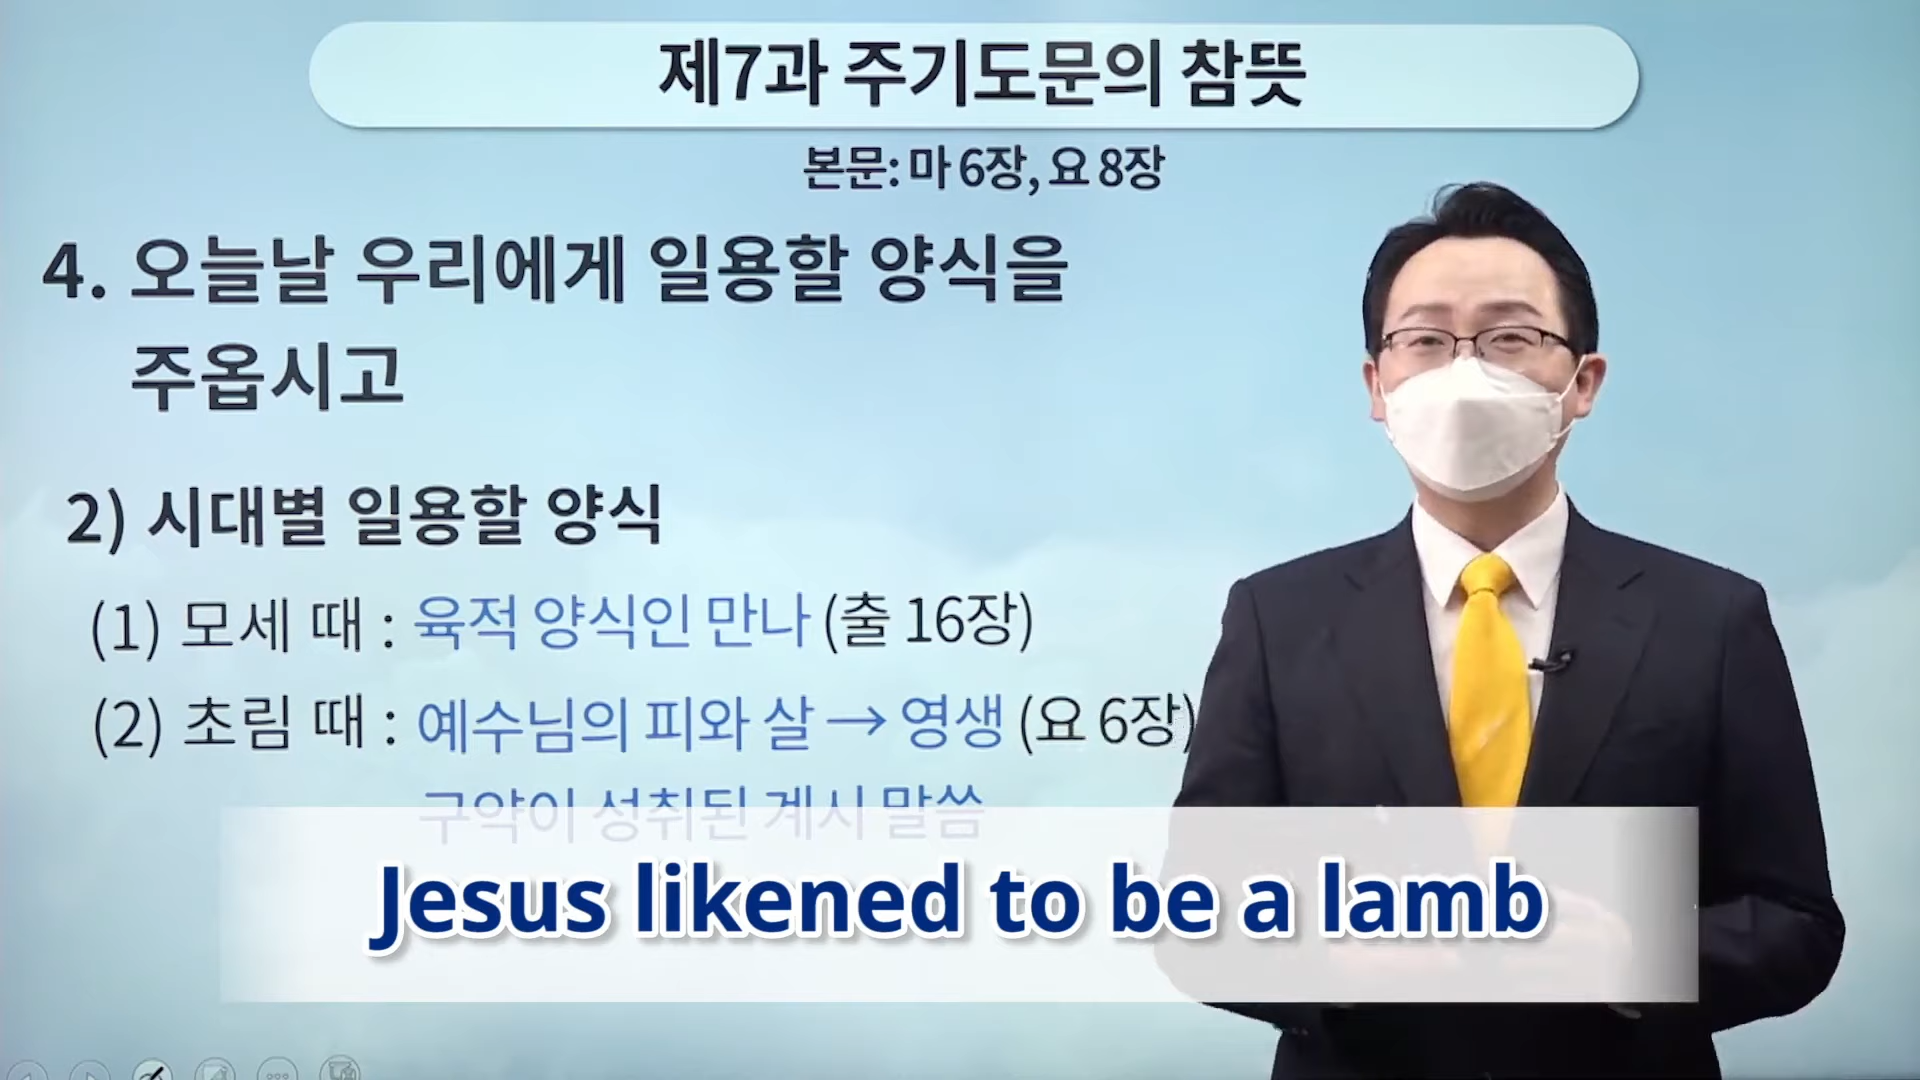 제7과 주기도문의 참뜻
본문: 마 6장, 요 8장
4. 오늘날 우리에게 일용할 양식을
주옵시고
2) 시대별 일용할 양식
(1) 모세 때 : 육적 양식인 만나 (출 16장)
(2) 초림 때 : 예수님의 피와 살 → 영생 (요 6장)
구약이 성취된 계시 말씀
Jesus likened to be a lamb